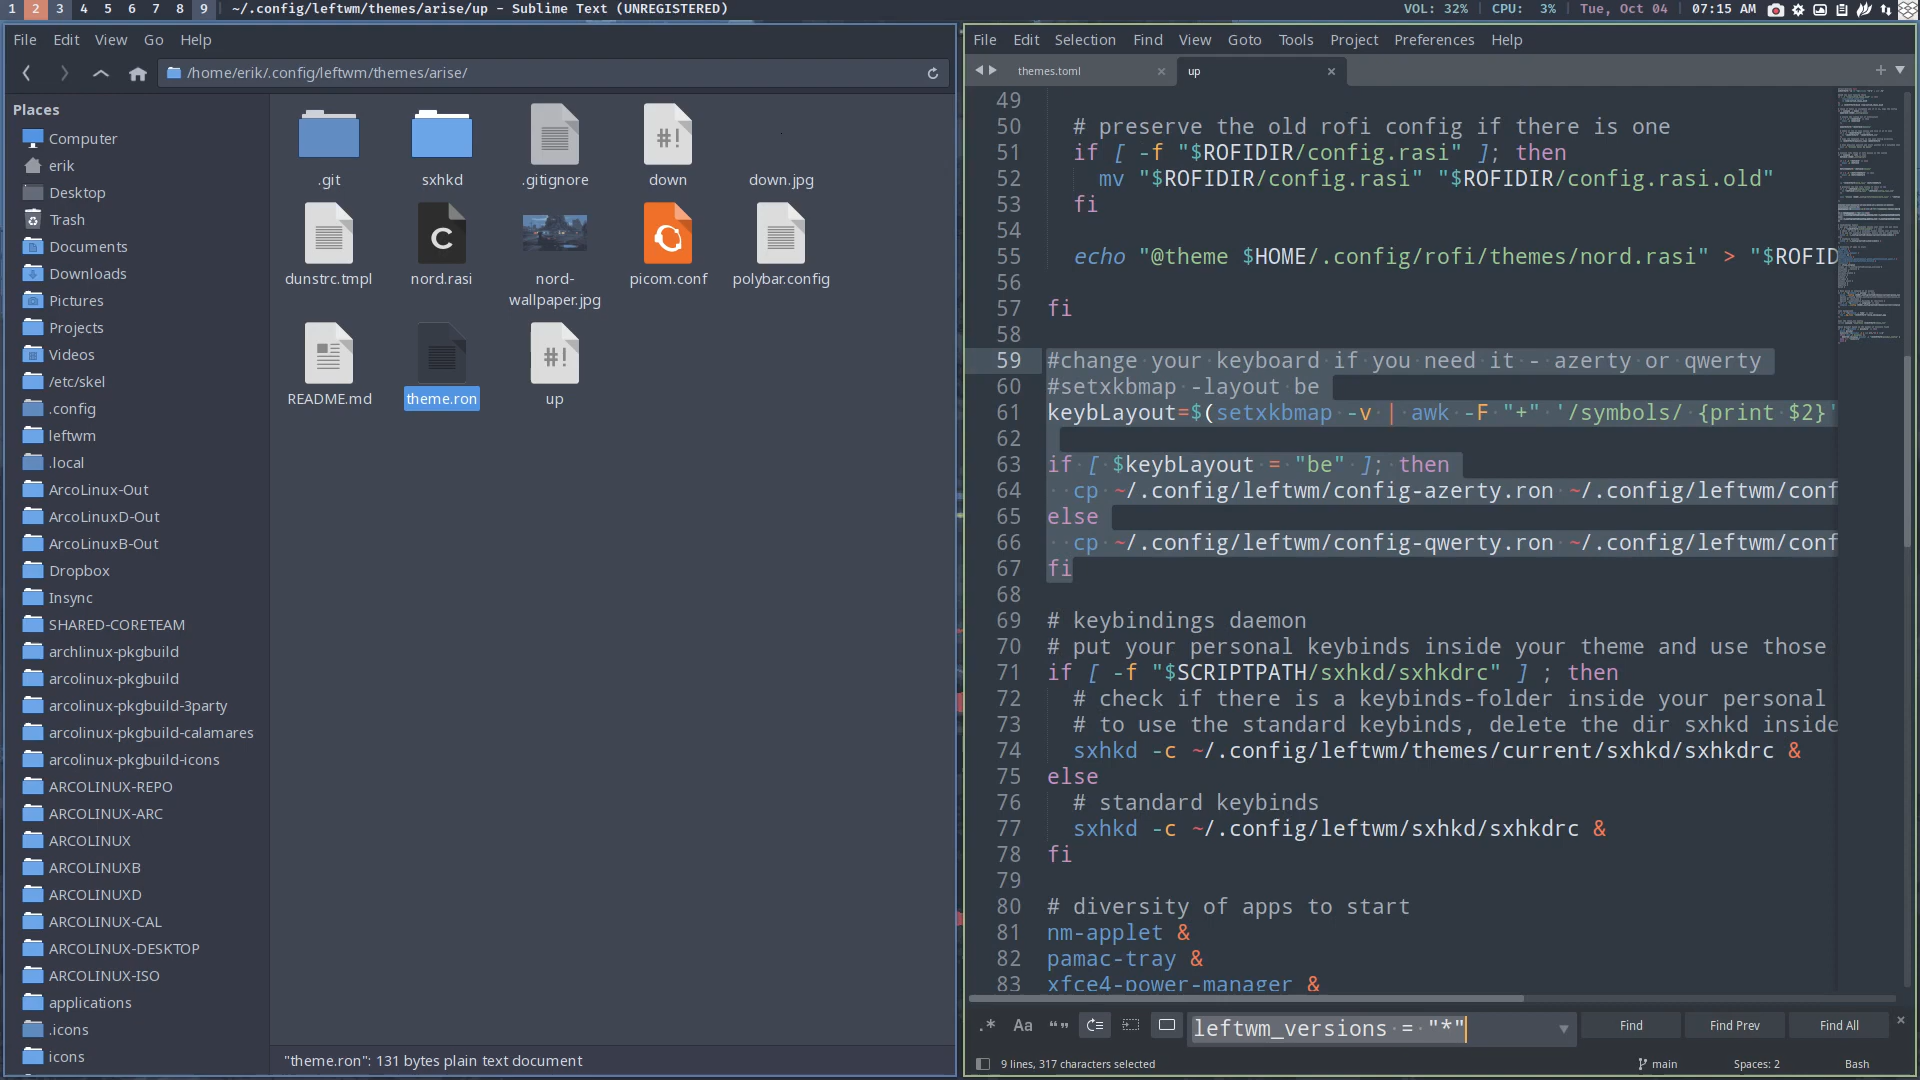 1 2 3 4 5 6 7 8 9 ~/.config/leftwm/themes/arise/up - Sublime Text (UNREGISTERED)
VOL: 32% | CPU: 3% | Tue, Oct 04 | 07:15 AM
File Edit View Go Help
/home/erik/.config/leftwm/themes/arise/
Places
Computer
erik
Desktop
Trash
Documents
Downloads
Pictures
Projects
Videos
/etc/skel
.config
leftwm
.local
ArcoLinux-Out
ArcoLinuxD-Out
ArcoLinuxB-Out
Dropbox
Insync
SHARED-CORETEAM
archlinux-pkgbuild
arcolinux-pkgbuild
arcolinux-pkgbuild-3party
arcolinux-pkgbuild-calamares
arcolinux-pkgbuild-icons
ARCOLINUX-REPO
ARCOLINUX-ARC
ARCOLINUX
ARCOLINUXB
ARCOLINUXD
ARCOLINUX-CAL
ARCOLINUX-DESKTOP
ARCOLINUX-ISO
applications
.icons
icons
.git
sxhkd
.gitignore
#!
down
down.jpg
dunstrc.tmpl
C
nord.rasi
nord-
wallpaper.jpg
picom.conf
polybar.config
README.md
theme.ron
#!
up
"theme.ron": 131 bytes plain text document
File Edit Selection Find View Goto Tools Project Preferences Help
themes.toml
up
49
50 # preserve the old rofi config if there is one
51 if [ -f "$ROFIDIR/config.rasi" ]; then
52 mv "$ROFIDIR/config.rasi" "$ROFIDIR/config.rasi.old"
53 fi
54
55 echo "@theme $HOME/.config/rofi/themes/nord.rasi" > "$ROFID
56
57 fi
58
59 #change your keyboard if you need it - azerty or qwerty
60 #setxkbmap -layout be
61 keybLayout=$(setxkbmap -v | awk -F "+" '/symbols/ {print $2}'
62
63 if [ $keybLayout = "be" ]; then
64 cp ~/.config/leftwm/config-azerty.ron ~/.config/leftwm/conf
65 else
66 cp ~/.config/leftwm/config-qwerty.ron ~/.config/leftwm/conf
67 fi
68
69 # keybindings daemon
70 # put your personal keybinds inside your theme and use those
71 if [ -f "$SCRIPTPATH/sxhkd/sxhkdrc" ] ; then
72 # check if there is a keybinds-folder inside your personal
73 # to use the standard keybinds, delete the dir sxhkd inside
74 sxhkd -c ~/.config/leftwm/themes/current/sxhkd/sxhkdrc &
75 else
76 # standard keybinds
77 sxhkd -c ~/.config/leftwm/sxhkd/sxhkdrc &
78 fi
79
80 # diversity of apps to start
81 nm-applet &
82 pamac-tray &
83 xfce4-power-manager &
.* Aa “” leftwm_versions = "*" Find Find Prev Find All
9 lines, 317 characters selected
main
Spaces: 2
Bash